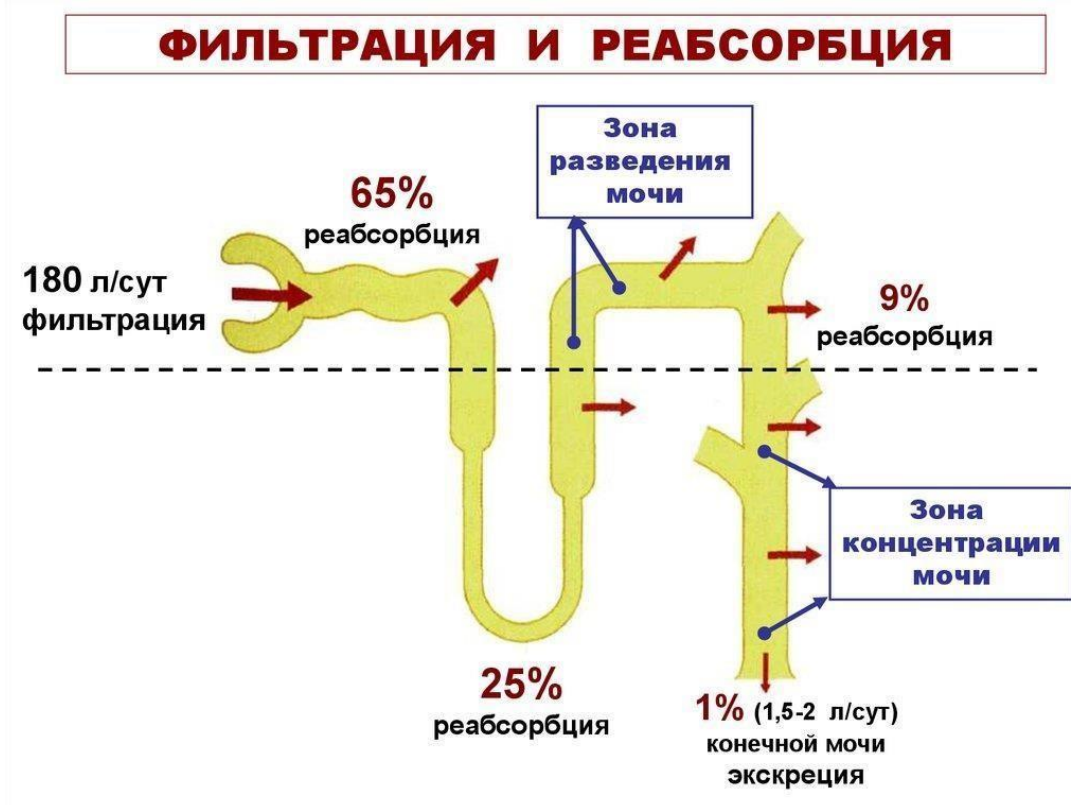 ФИЛЬТРАЦИЯ И РЕАБСОРБЦИЯ
Зона
разведения
мочи
65%
реабсорбция
180 л/сут
фильтрация
9%
реабсорбция
Зона
концентрации
мочи
25%
реабсорбция
1% (1,5-2 л/сут)
конечной мочи
экскреция